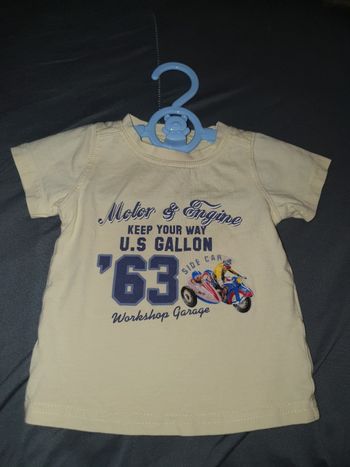 Motor & Engine
KEEP YOUR WAY
U.S GALLON
'63
SIDE CAR
Workshop Garage